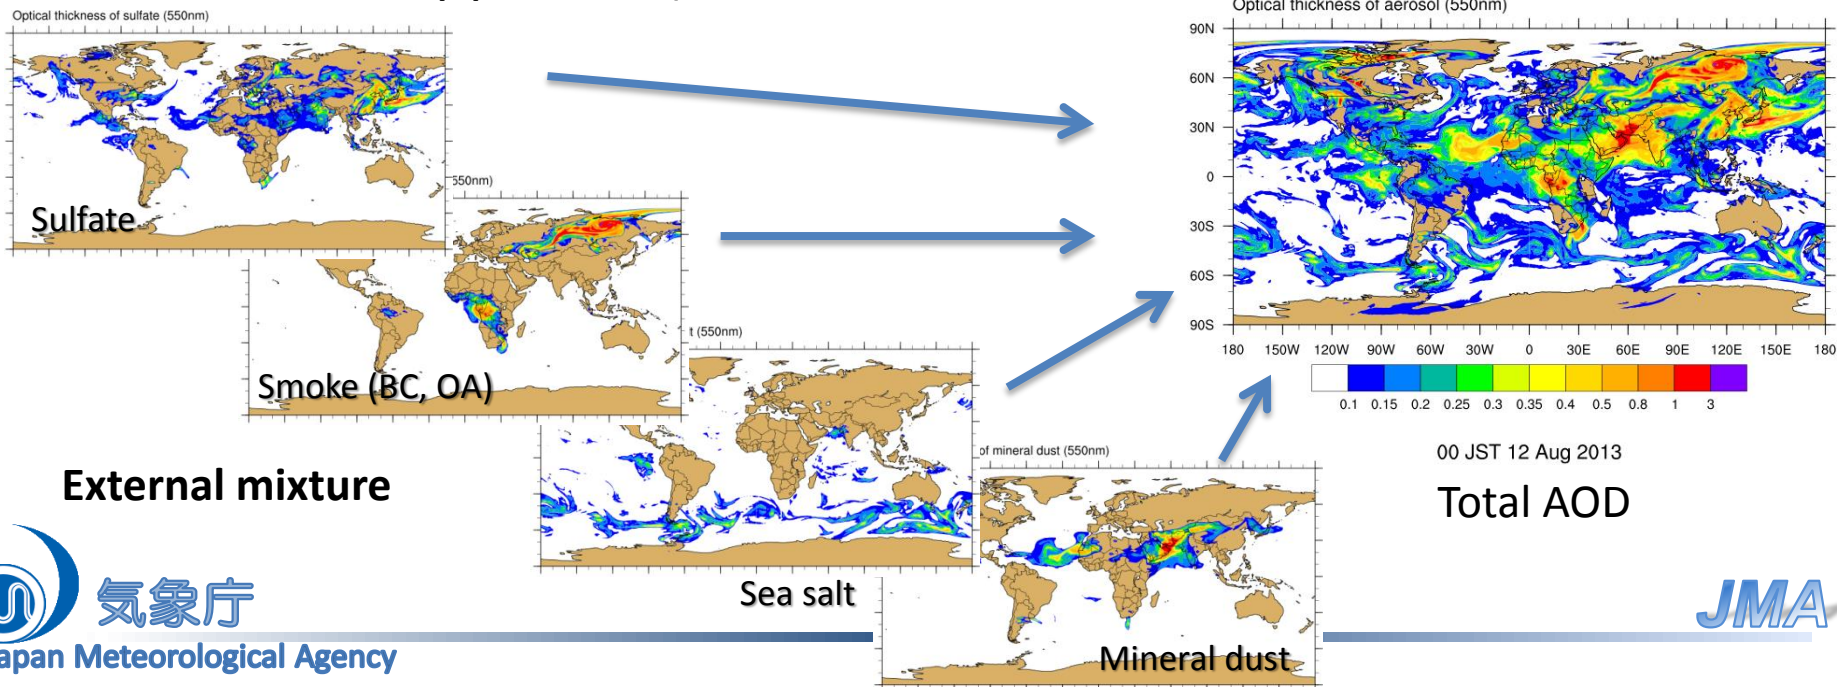 Optical thickness of sulfate (550nm)
Sulfate
550nm)
Smoke (BC, OA)
t (550nm)
Sea salt
of mineral dust (550nm)
Mineral dust
External mixture
Optical thickness of aerosol (550nm)
90N
60N
30N
0
30S
60S
90S
180 150W 120W 90W 60W 30W 0 30E 60E 90E 120E 150E 180
0.1 0.15 0.2 0.25 0.3 0.35 0.4 0.5 0.8 1 3
00 JST 12 Aug 2013
Total AOD
気象庁
apan Meteorological Agency
JMA